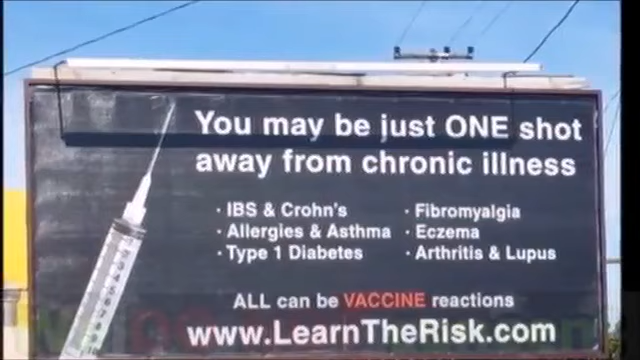 You may be just ONE shot
away from chronic illness
· IBS & Crohn's
· Allergies & Asthma
· Type 1 Diabetes
· Fibromyalgia
· Eczema
· Arthritis & Lupus
ALL can be VACCINE reactions
www.LearnTheRisk.com